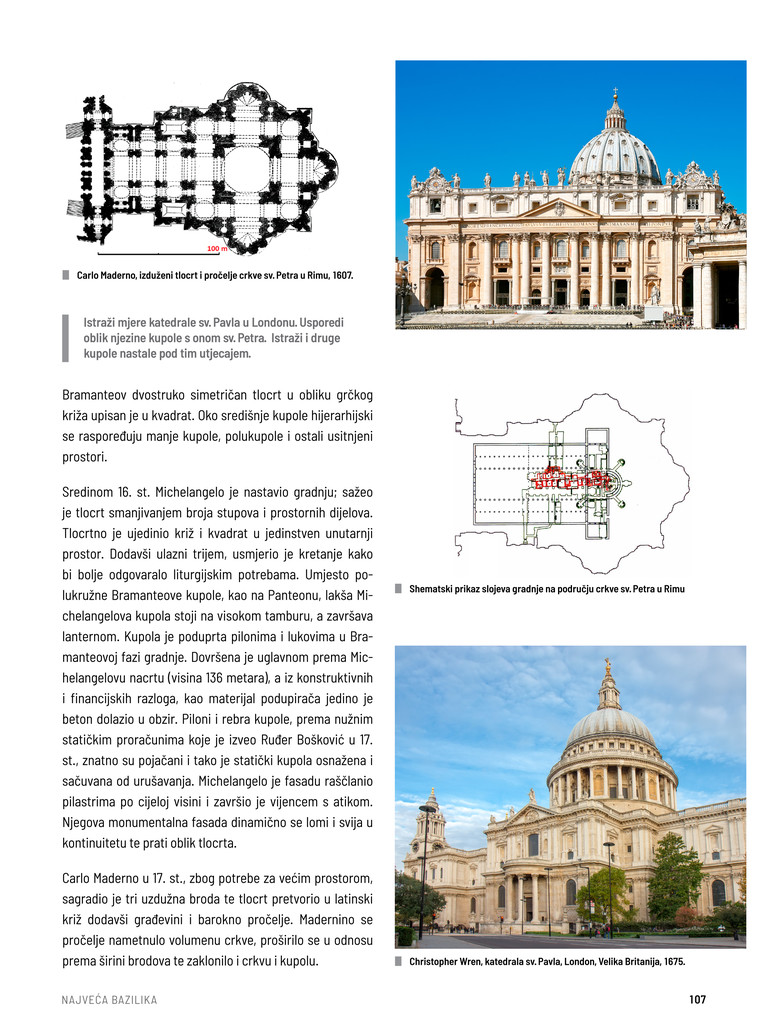 100 m
Carlo Maderno, izduženi tlocrt i pročelje crkve sv. Petra u Rimu, 1607.
Istraži mjere katedrale sv. Pavla u Londonu. Usporedi
oblik njezine kupole s onom sv. Petra. Istraži i druge
kupole nastale pod tim utjecajem.
Bramanteov dvostruko simetričan tlocrt u obliku grčkog
križa upisan je u kvadrat. Oko središnje kupole hijerarhijski
se raspoređuju manje kupole, polukupole i ostali usitnjeni
prostori.
Sredinom 16. st. Michelangelo je nastavio gradnju; sažeo
je tlocrt smanjivanjem broja stupova i prostornih dijelova.
Tlocrtno je ujedinio križ i kvadrat u jedinstven unutarnji
prostor. Dodavši ulazni trijem, usmjerio je kretanje kako
bi bolje odgovaralo liturgijskim potrebama. Umjesto po-
lukružne Bramanteove kupole, kao na Panteonu, lakša Mi-
chelangelova kupola stoji na visokom tamburu, a završava
lanternom. Kupola je poduprta pilonima i lukovima u Bra-
manteovoj fazi gradnje. Dovršena je uglavnom prema Mic-
helangelovu nacrtu (visina 136 metara), a iz konstruktivnih
i financijskih razloga, kao materijal podupirača jedino je
beton dolazio u obzir. Piloni i rebra kupole, prema nužnim
statičkim proračunima koje je izveo Ruđer Bošković u 17.
st., znatno su pojačani i tako je statički kupola osnažena i
sačuvana od urušavanja. Michelangelo je fasadu raščlanio
pilastrima po cijeloj visini i završio je vijencem s atikom.
Njegova monumentalna fasada dinamično se lomi i svija u
kontinuitetu te prati oblik tlocrta.
Carlo Maderno u 17. st., zbog potrebe za većim prostorom,
sagradio je tri uzdužna broda te tlocrt pretvorio u latinski
križ dodavši građevini i barokno pročelje. Madernino se
pročelje nametnulo volumenu crkve, proširilo se u odnosu
prema širini brodova te zaklonilo i crkvu i kupolu.
Shematski prikaz slojeva gradnje na području crkve sv. Petra u Rimu
Christopher Wren, katedrala sv. Pavla, London, Velika Britanija, 1675.
NAJVEĆA BAZILIKA
107